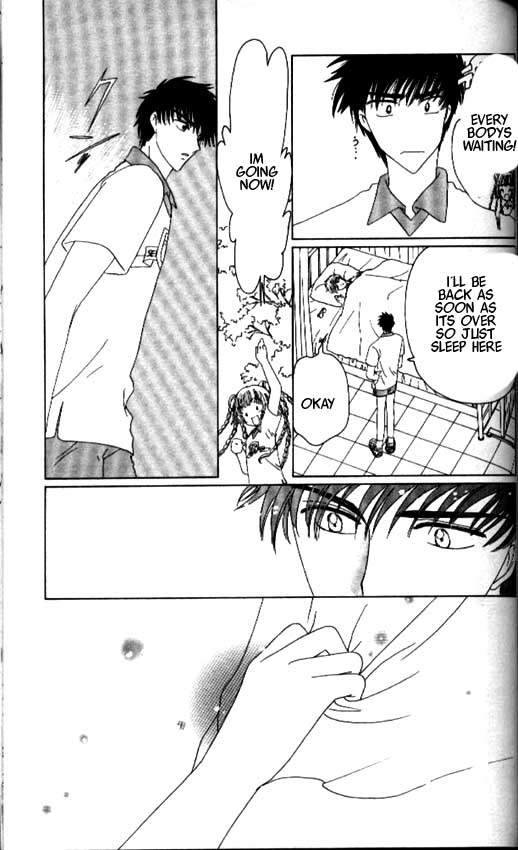 EVERY
BODYS
WAITING!
I'LL BE
BACK AS
SOON AS
ITS OVER
SO JUST
SLEEP HERE
OKAY
IM
GOING
NOW!